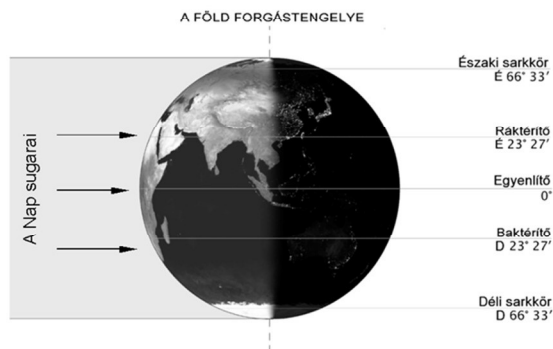 A FÖLD FORGÁSTENGELYE
Északi sarkkör
É 66° 33'
Ráktérítő
É 23° 27'
A Nap sugarai
Egyenlítő
0°
Baktérítő
D 23° 27'
Déli sarkkör
D 66° 33'